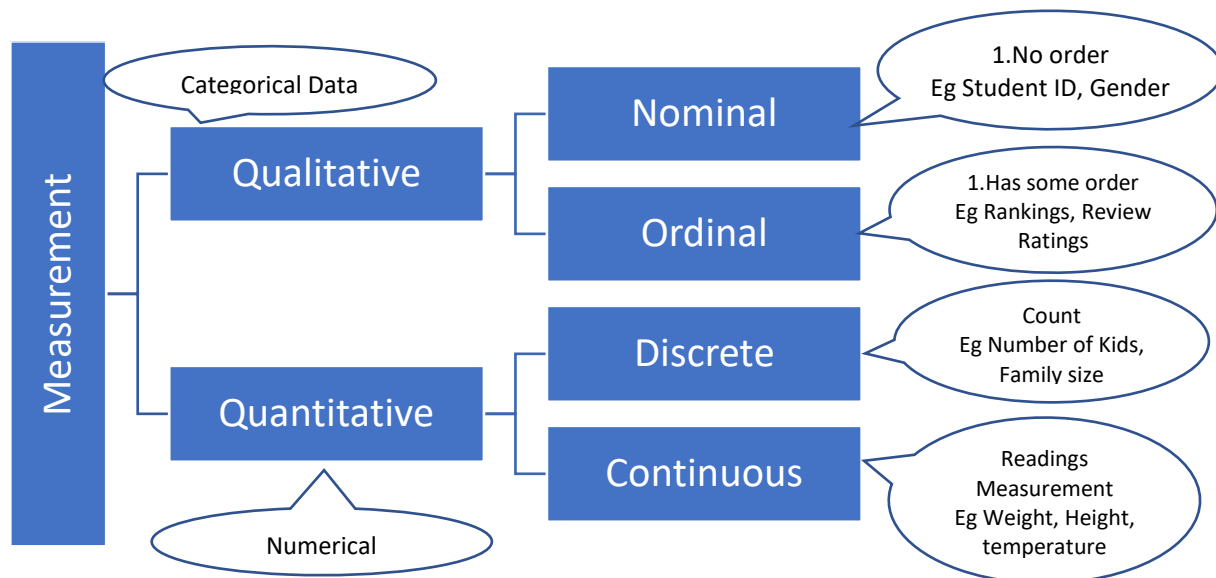 Measurement
Categorical Data
Qualitative
Nominal
1.No order
Eg Student ID, Gender
Ordinal
1.Has some order
Eg Rankings, Review
Ratings
Quantitative
Numerical
Discrete
Count
Eg Number of Kids,
Family size
Continuous
Readings
Measurement
Eg Weight, Height,
temperature